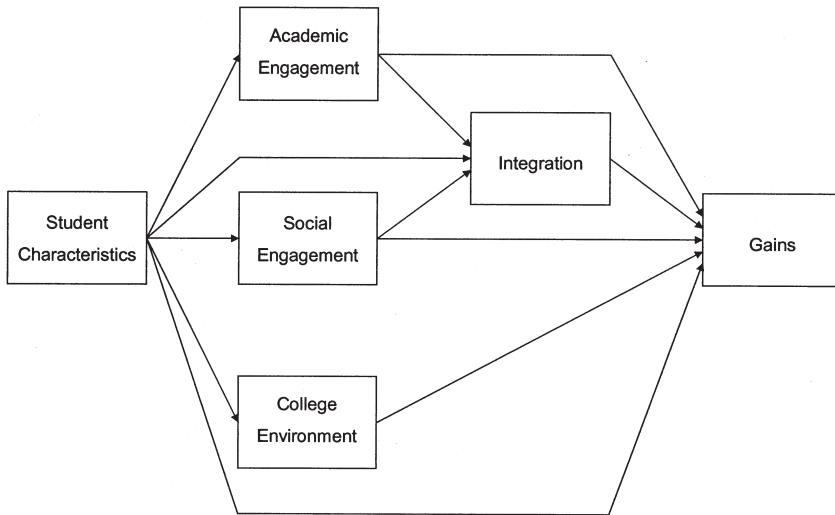 Academic
Engagement
Integration
Student
Characteristics
Social
Engagement
Gains
College
Environment